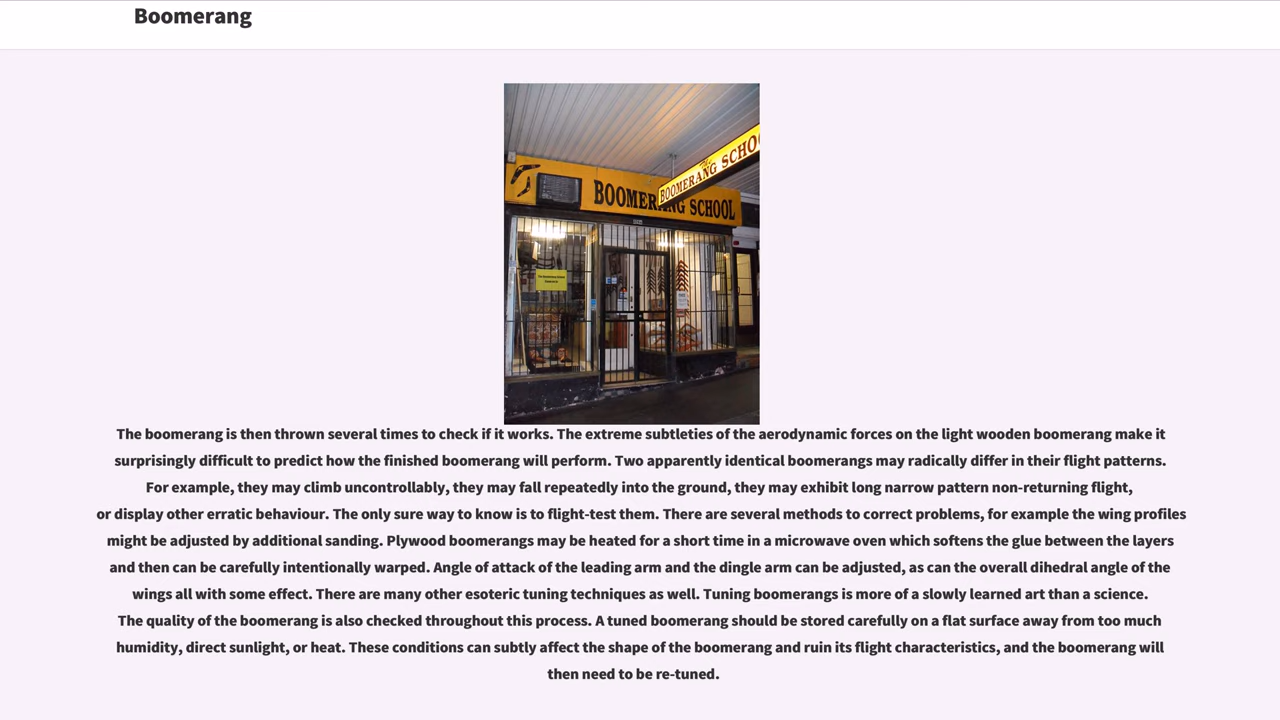 Boomerang
The
BOOMERANG SCHOO
BOOMERANG SCHOOL
The boomerang is then thrown several times to check if it works. The extreme subtleties of the aerodynamic forces on the light wooden boomerang make it
surprisingly difficult to predict how the finished boomerang will perform. Two apparently identical boomerangs may radically differ in their flight patterns.
For example, they may climb uncontrollably, they may fall repeatedly into the ground, they may exhibit long narrow pattern non-returning flight,
or display other erratic behaviour. The only sure way to know is to flight-test them. There are several methods to correct problems, for example the wing profiles
might be adjusted by additional sanding. Plywood boomerangs may be heated for a short time in a microwave oven which softens the glue between the layers
and then can be carefully intentionally warped. Angle of attack of the leading arm and the dingle arm can be adjusted, as can the overall dihedral angle of the
wings all with some effect. There are many other esoteric tuning techniques as well. Tuning boomerangs is more of a slowly learned art than a science.
The quality of the boomerang is also checked throughout this process. A tuned boomerang should be stored carefully on a flat surface away from too much
humidity, direct sunlight, or heat. These conditions can subtly affect the shape of the boomerang and ruin its flight characteristics, and the boomerang will
then need to be re-tuned.